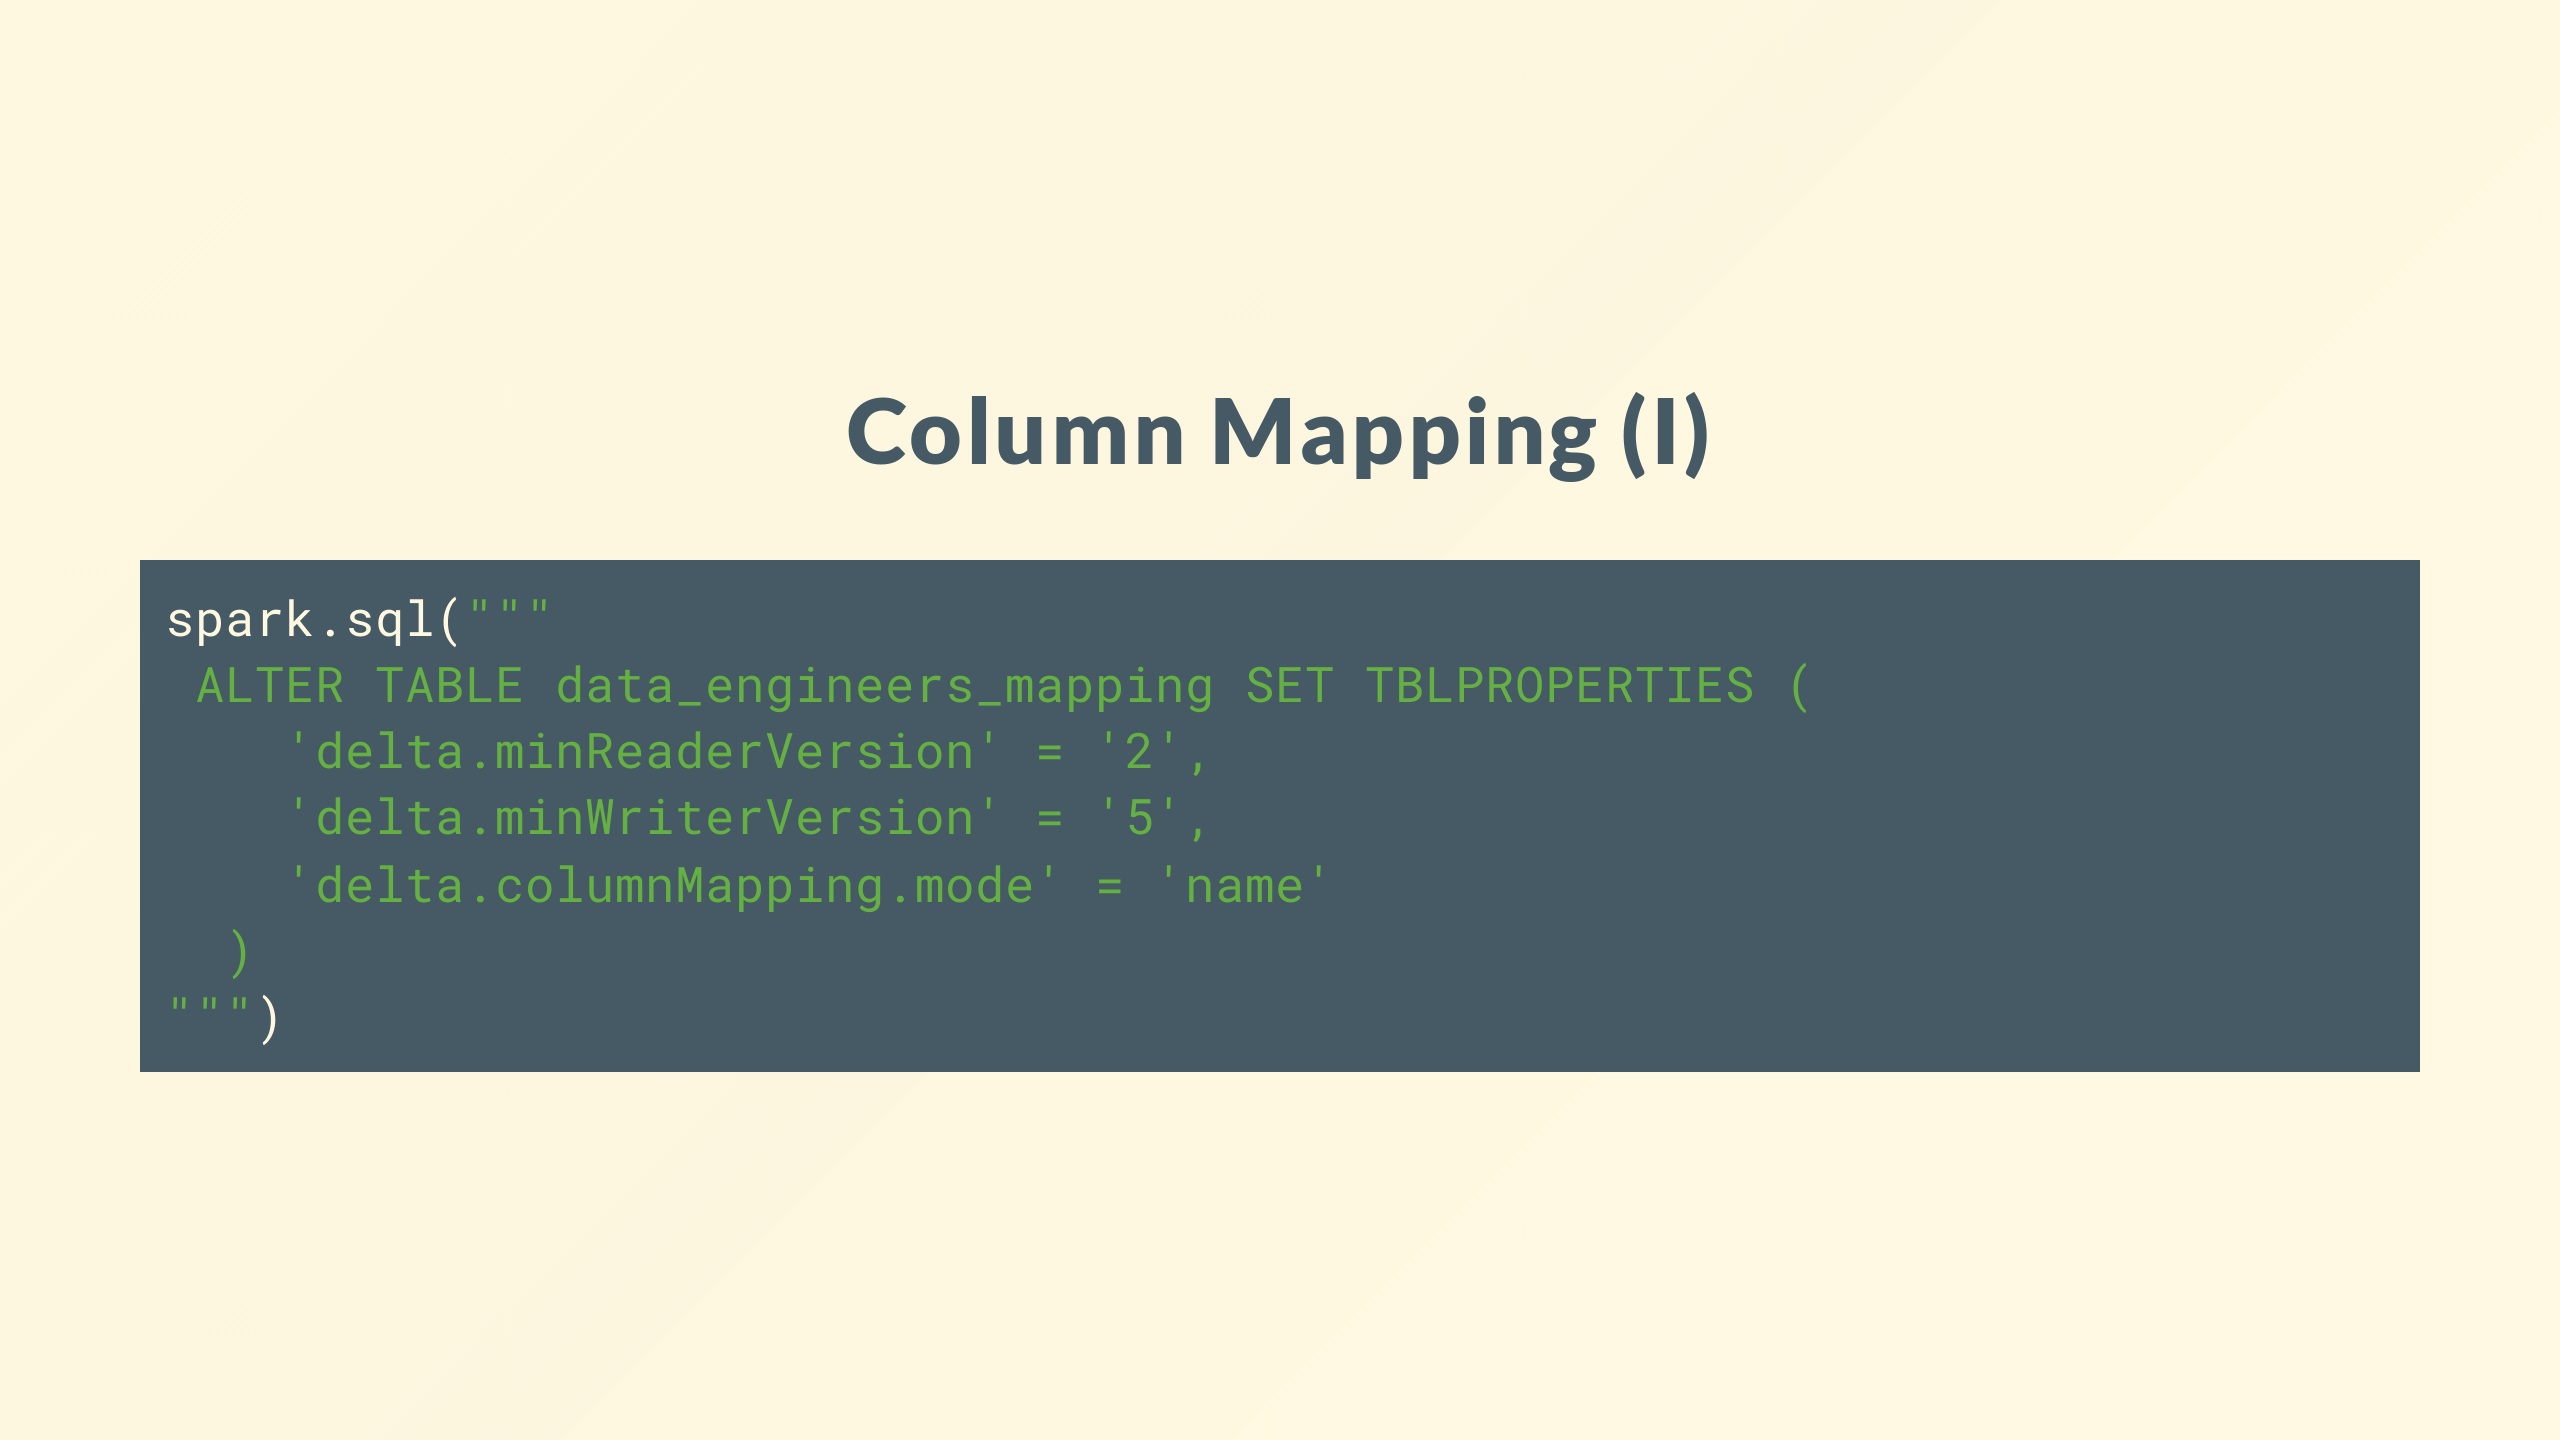 Column Mapping (I)
spark.sql("""
 ALTER TABLE data_engineers_mapping SET TBLPROPERTIES (
    'delta.minReaderVersion' = '2',
    'delta.minWriterVersion' = '5',
    'delta.columnMapping.mode' = 'name'
  )
""")